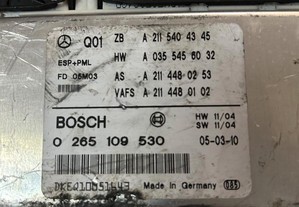 Q01 ZB A 211 540 43 45
HW A 035 545 60 32
ESP+PML
FD 05M03 AS A 211 448 02 53
VAFS A 211 448 01 02
BOSCH HW 11/04
SW 11/04
0 265 109 530 05-03-10
Made in Germany